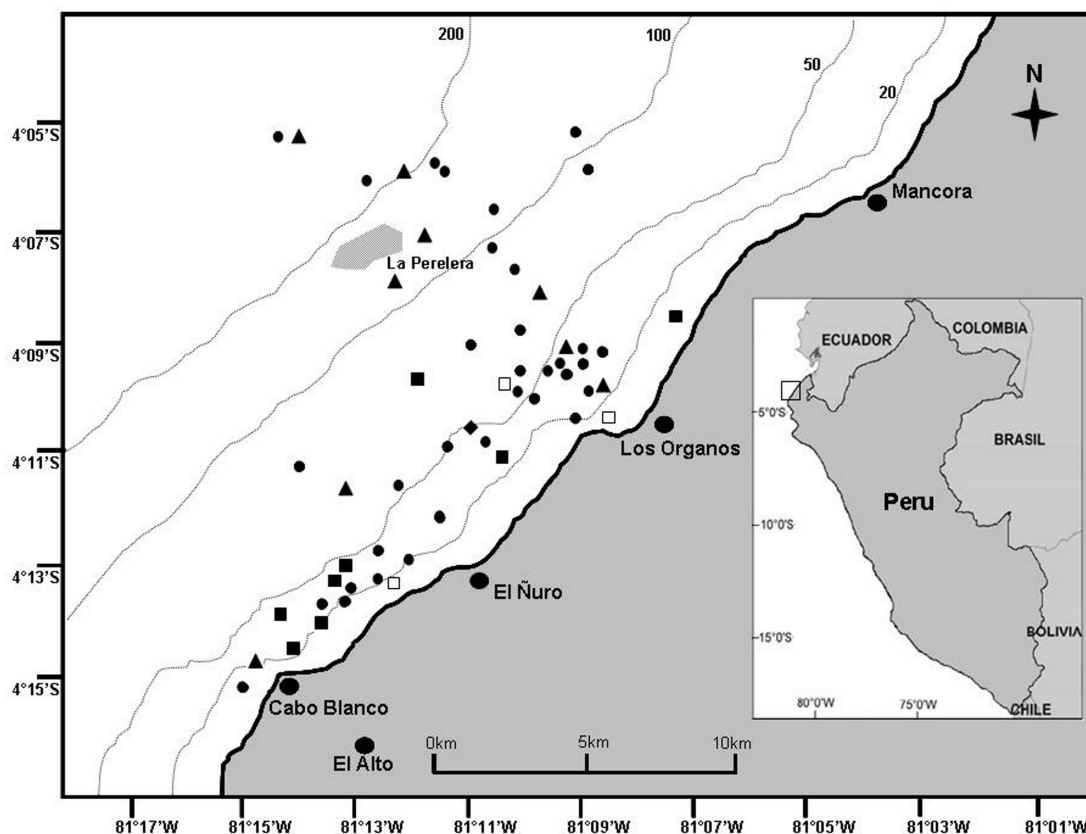 200
100
50
20
N
4°05'S
Mancora
4°07'S
La Perelera
ECUADOR
COLOMBIA
4°09'S
5°00'S
Los Organos
BRASIL
4°11'S
Peru
10°0'S
4°13'S
El Ñuro
15°0'S
BOLIVIA
4°15'S
Cabo Blanco
80°0'W
75°0'W
CHILE
0km
5km
10km
El Alto
81°17'W
81°15'W
81°13'W
81°11'W
81°09'W
81°05'W
81°03'W
81°01'W